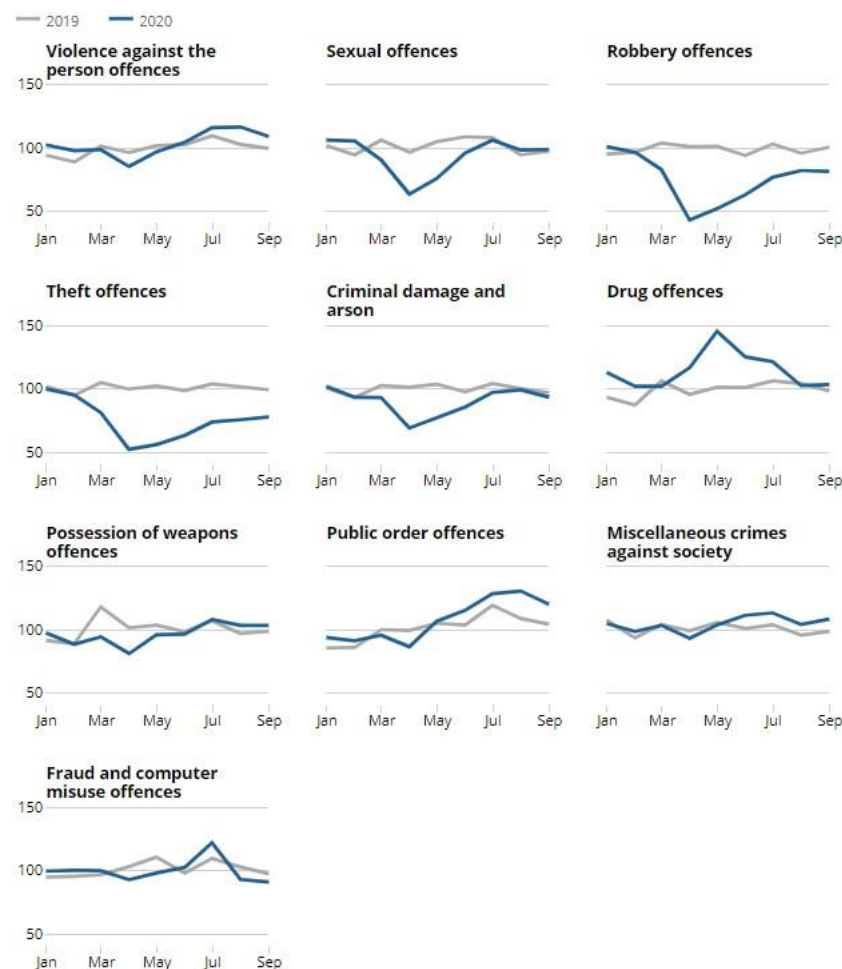 2019 2020
Violence against the
person offences
Sexual offences
Robbery offences
150
100
50
Jan Mar May Jul Sep
Jan Mar May Jul Sep
Jan Mar May Jul Sep
Theft offences
Criminal damage and
arson
Drug offences
150
100
50
Jan Mar May Jul Sep
Jan Mar May Jul Sep
Jan Mar May Jul Sep
Possession of weapons
offences
Public order offences
Miscellaneous crimes
against society
150
100
50
Jan Mar May Jul Sep
Jan Mar May Jul Sep
Jan Mar May Jul Sep
Fraud and computer
misuse offences
150
100
50
Jan Mar May Jul Sep